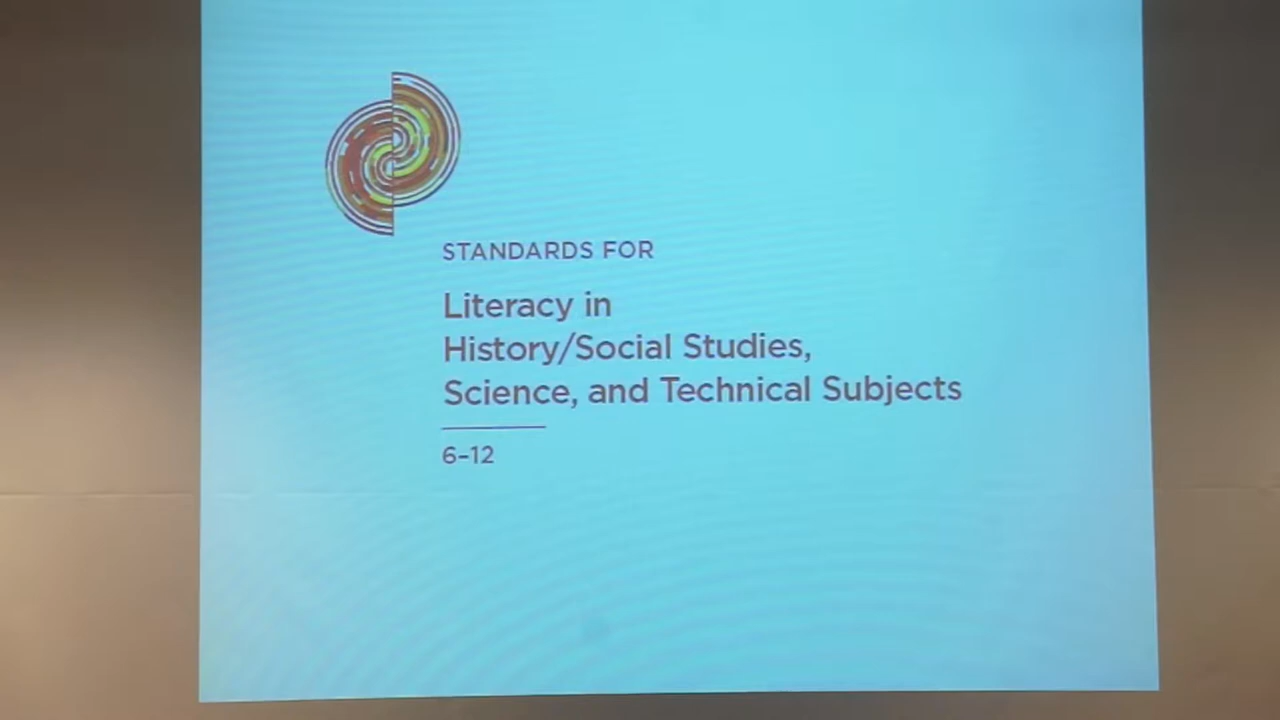 STANDARDS FOR
Literacy in
History/Social Studies,
Science, and Technical Subjects
6–12